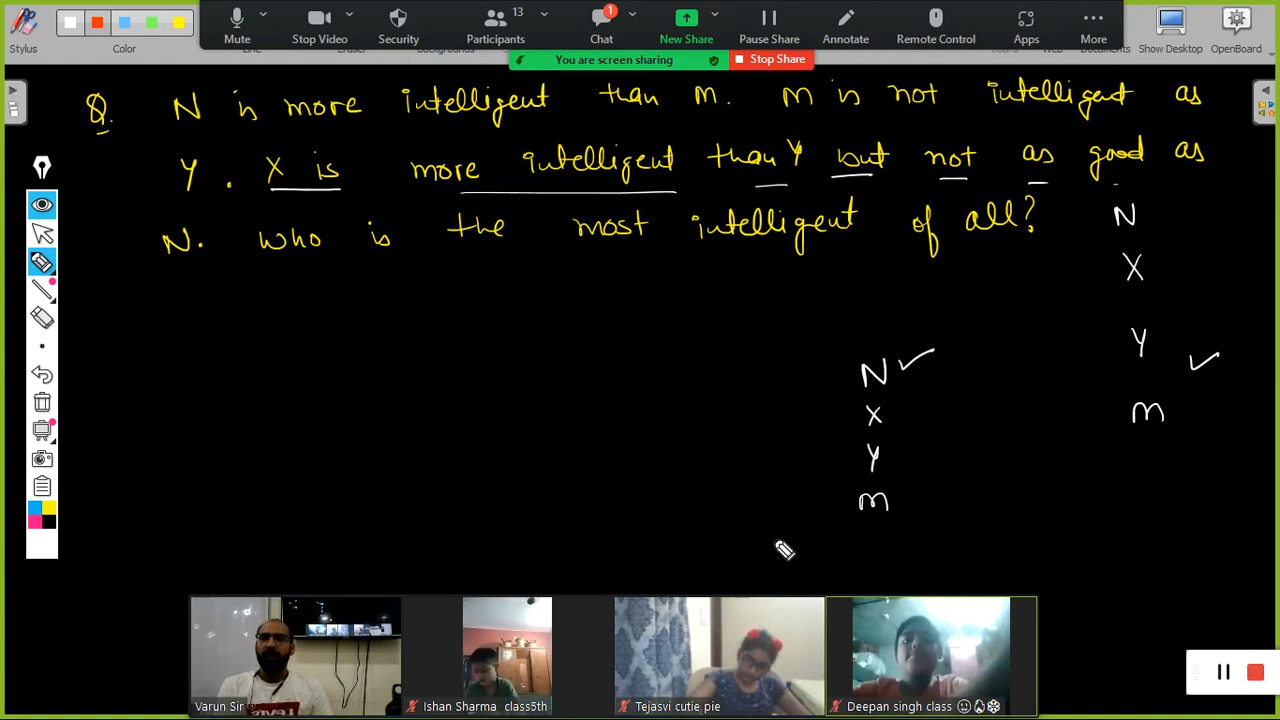 Mute
Stop Video
Security
Participants
13
Chat
1
New Share
Pause Share
Annotate
Remote Control
Apps
More
Stylus
Color
Show Desktop
OpenBoard
You are screen sharing
Stop Share
Q. N is more intelligent than m. m is not intelligent as
Y. X is more intelligent than Y but not as good as
N. who is the most intelligent of all?
N
X
Y
m
N
X
Y
m
Varun Sin
Ishan Sharma class5th
Tejasvi cutie pie
Deepan singh class
LEVI'S